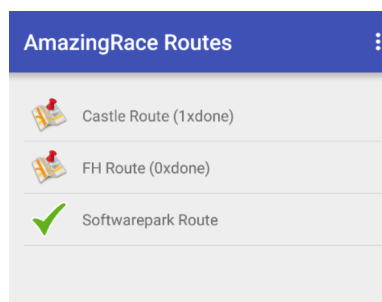 AmazingRace Routes
Castle Route (1xdone)
FH Route (0xdone)
Softwarepark Route